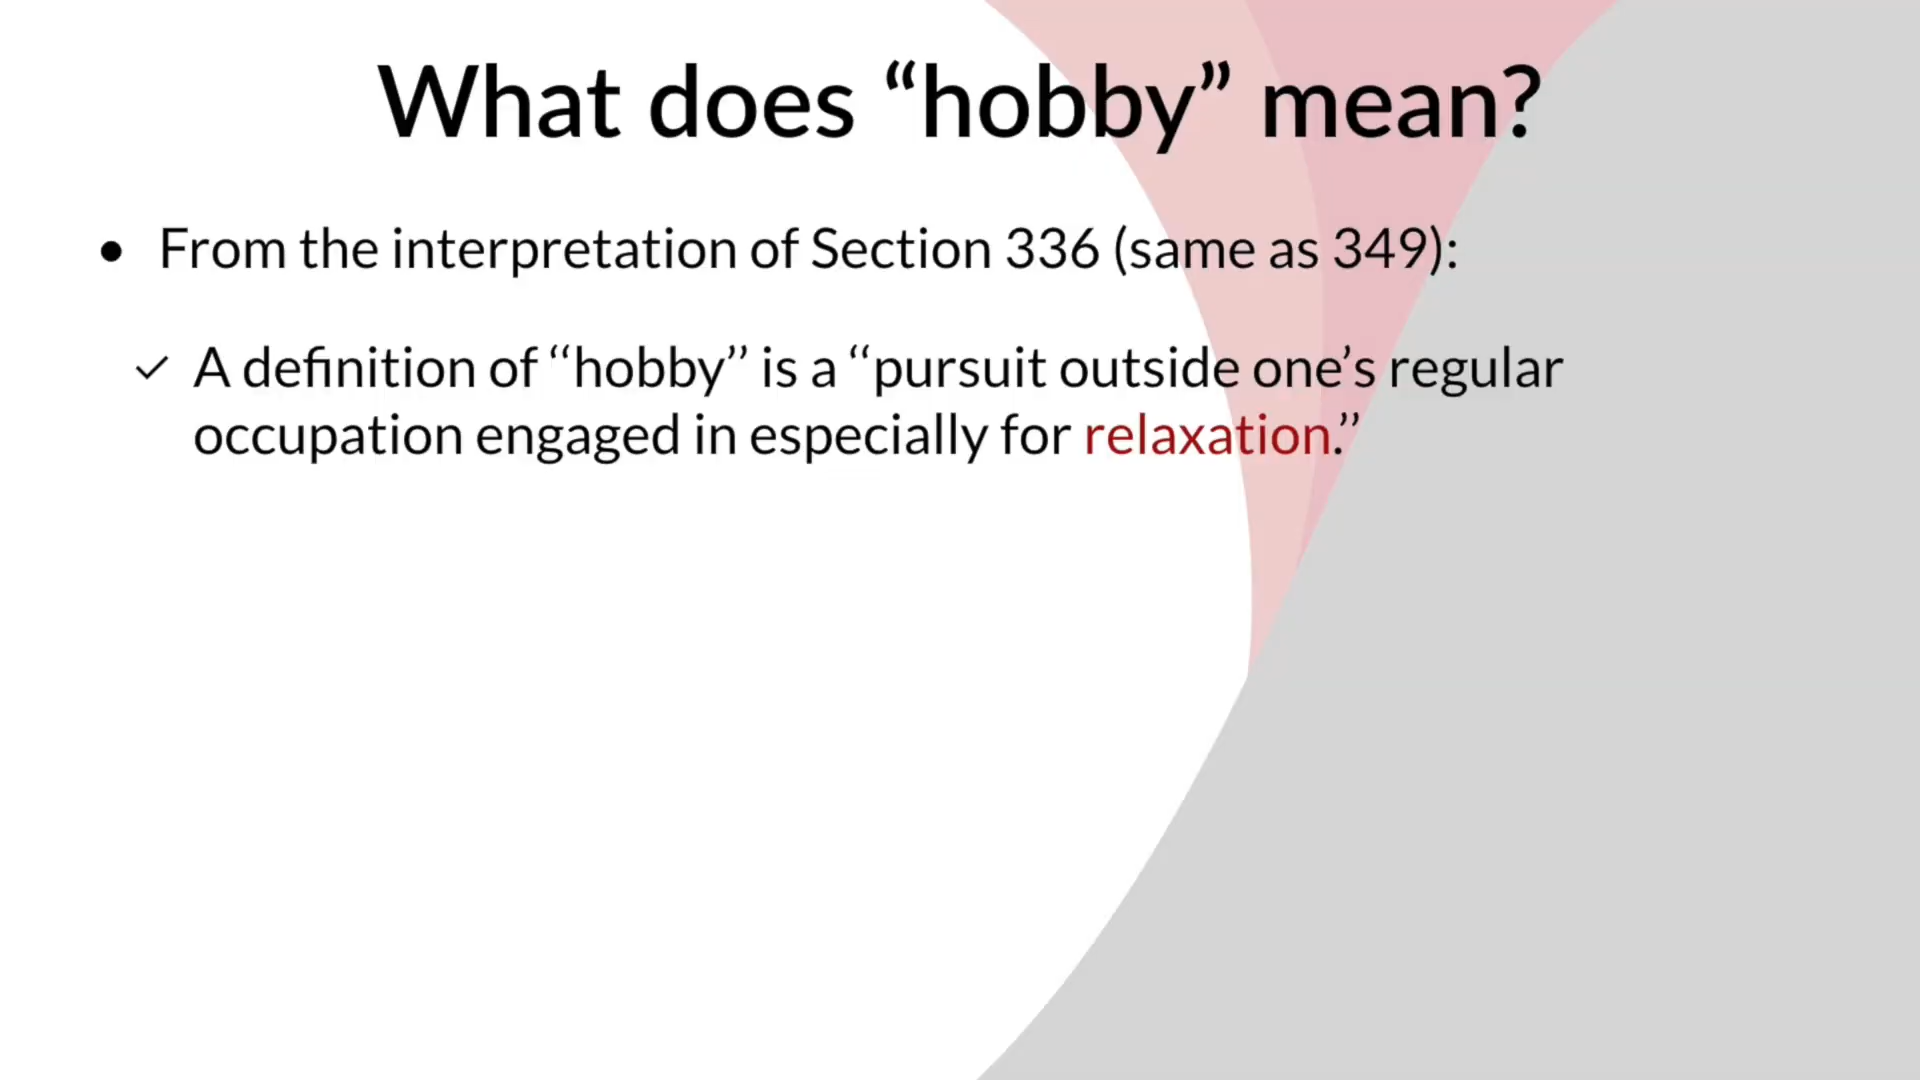 What does “hobby” mean?
• From the interpretation of Section 336 (same as 349):
✓ A definition of ‘‘hobby’’ is a ‘‘pursuit outside one’s regular
occupation engaged in especially for relaxation.’’